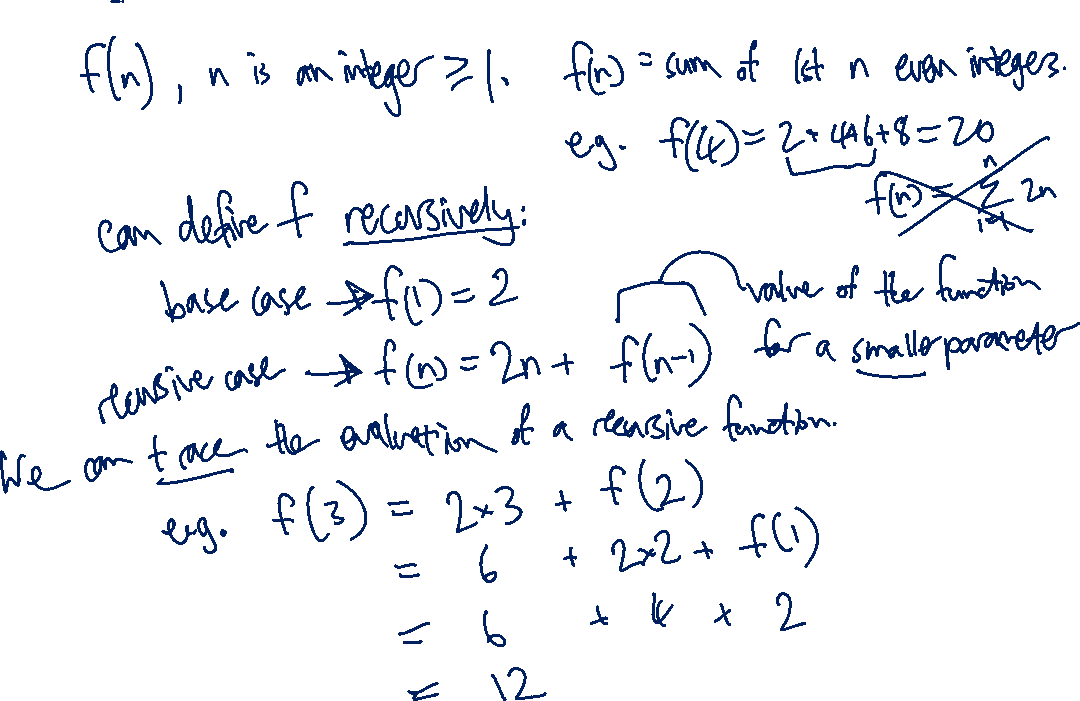 f(n), n is an integer ≥ 1. f(n) = sum of 1st n even integers.
eg. f(4) = 2 + 4 + 6 + 8 = 20
f(n) = n Σ i=1 2n
can define f recursively:
base case → f(1) = 2
value of the function
recursive case → f(n) = 2n + f(n-1) for a smaller parameter
We can trace the evaluation of a recursive function.
e.g. f(3) = 2×3 + f(2)
= 6 + 2×2 + f(1)
= 6 + 4 + 2
= 12